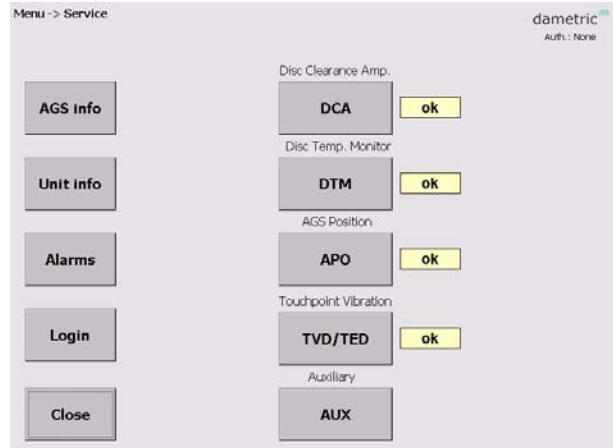 Menu -> Service
dametric
Auth.: None
Disc Clearance Amp.
AGS info
DCA
ok
Disc Temp. Monitor
Unit info
DTM
ok
AGS Position
Alarms
APO
ok
Touchpoint Vibration
Login
TVD/TED
ok
Auxiliary
Close
AUX